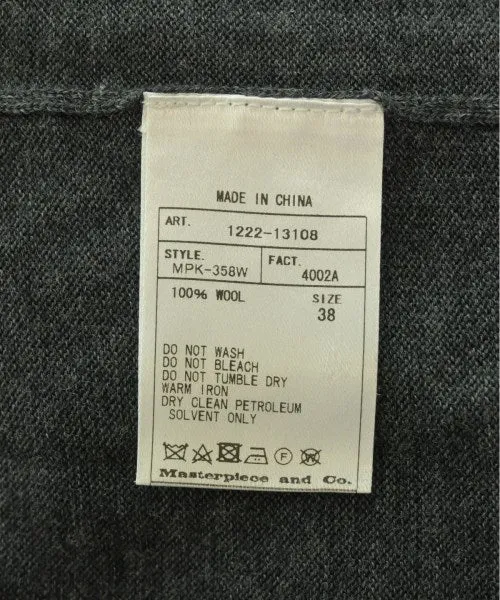 MADE IN CHINA
ART. 1222-13108
STYLE. MPK-358W FACT. 4002A
100% WOOL SIZE 38
DO NOT WASH
DO NOT BLEACH
DO NOT TUMBLE DRY
WARM IRON
DRY CLEAN PETROLEUM
SOLVENT ONLY
F W
Masterpiece and Co.